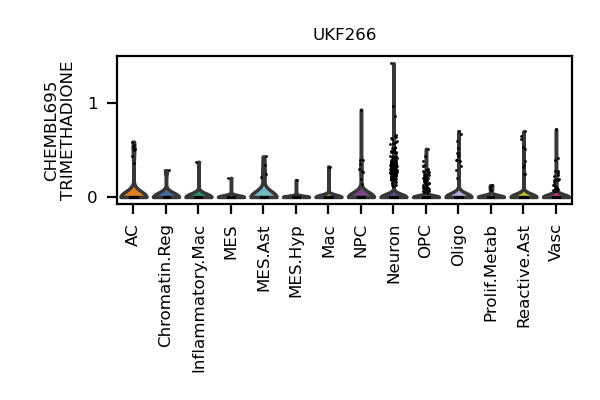 UKF266
CHEMBL695
TRIMETHADIONE
1
0
AC
Chromatin.Reg
Inflammatory.Mac
MES
MES.Ast
MES.Hyp
Mac
NPC
Neuron
OPC
Oligo
Prolif.Metab
Reactive.Ast
Vasc